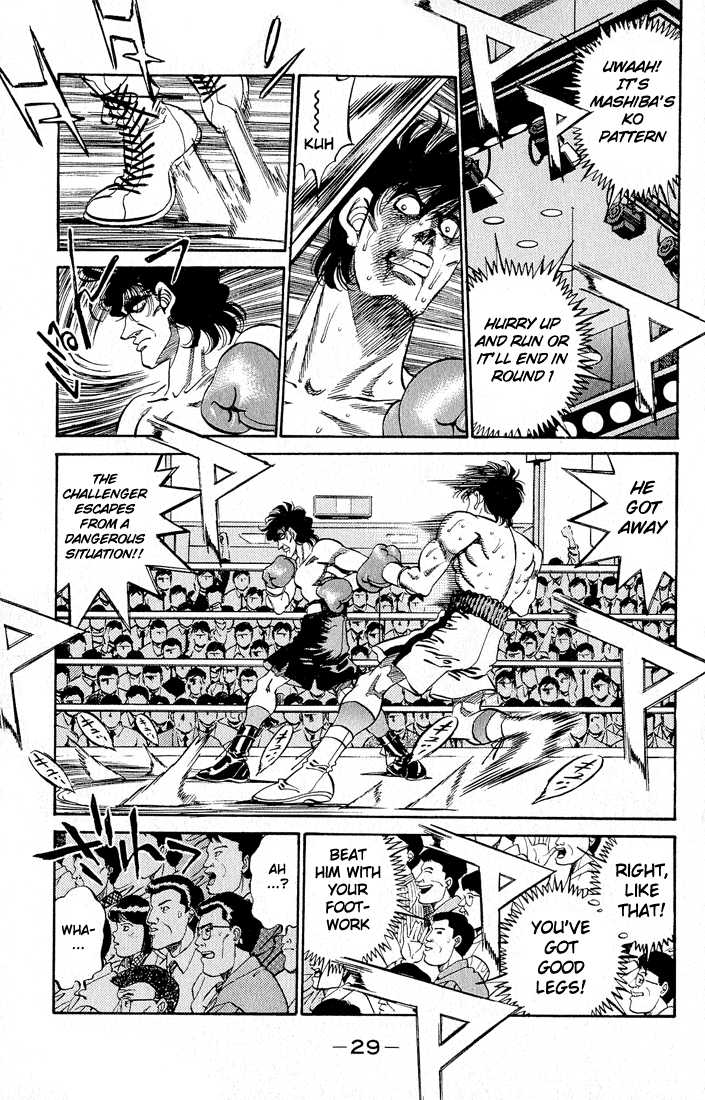 UWAAH!
IT'S
MASHIBA'S
KO
PATTERN
HURRY UP
AND RUN OR
IT'LL END IN
ROUND 1
KUH
HE
GOT
AWAY
THE
CHALLENGER
ESCAPES
FROM A
DANGEROUS
SITUATION!!
RIGHT,
LIKE
THAT!
YOU'VE
GOT
GOOD
LEGS!
BEAT
HIM WITH
YOUR
FOOT-
WORK
AH
...?
WHA-
...
-29-